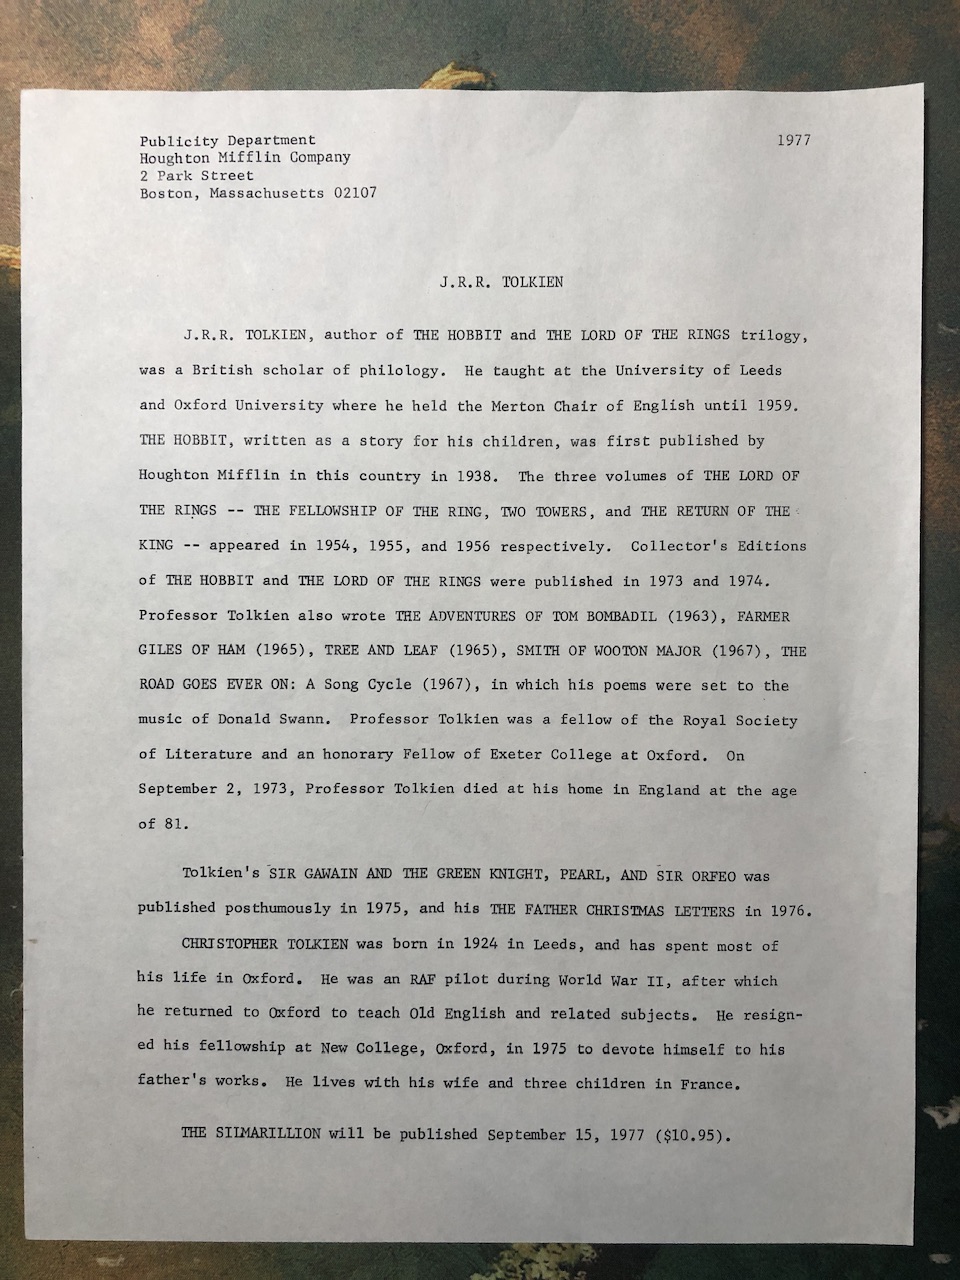 Publicity Department
1977
Houghton Mifflin Company
2 Park Street
Boston, Massachusetts 02107
J.R.R. TOLKIEN
J.R.R. TOLKIEN, author of THE HOBBIT and THE LORD OF THE RINGS trilogy,
was a British scholar of philology. He taught at the University of Leeds
and Oxford University where he held the Merton Chair of English until 1959.
THE HOBBIT, written as a story for his children, was first published by
Houghton Mifflin in this country in 1938. The three volumes of THE LORD OF
THE RINGS -- THE FELLOWSHIP OF THE RING, TWO TOWERS, and THE RETURN OF THE
KING -- appeared in 1954, 1955, and 1956 respectively. Collector's Editions
of THE HOBBIT and THE LORD OF THE RINGS were published in 1973 and 1974.
Professor Tolkien also wrote THE ADVENTURES OF TOM BOMBADIL (1963), FARMER
GILES OF HAM (1965), TREE AND LEAF (1965), SMITH OF WOOTON MAJOR (1967), THE
ROAD GOES EVER ON: A Song Cycle (1967), in which his poems were set to the
music of Donald Swann. Professor Tolkien was a fellow of the Royal Society
of Literature and an honorary Fellow of Exeter College at Oxford. On
September 2, 1973, Professor Tolkien died at his home in England at the age
of 81.
Tolkien's SIR GAWAIN AND THE GREEN KNIGHT, PEARL, AND SIR ORFEO was
published posthumously in 1975, and his THE FATHER CHRISTMAS LETTERS in 1976.
CHRISTOPHER TOLKIEN was born in 1924 in Leeds, and has spent most of
his life in Oxford. He was an RAF pilot during World War II, after which
he returned to Oxford to teach Old English and related subjects. He resign-
ed his fellowship at New College, Oxford, in 1975 to devote himself to his
father's works. He lives with his wife and three children in France.
THE SILMARILLION will be published September 15, 1977 ($10.95).